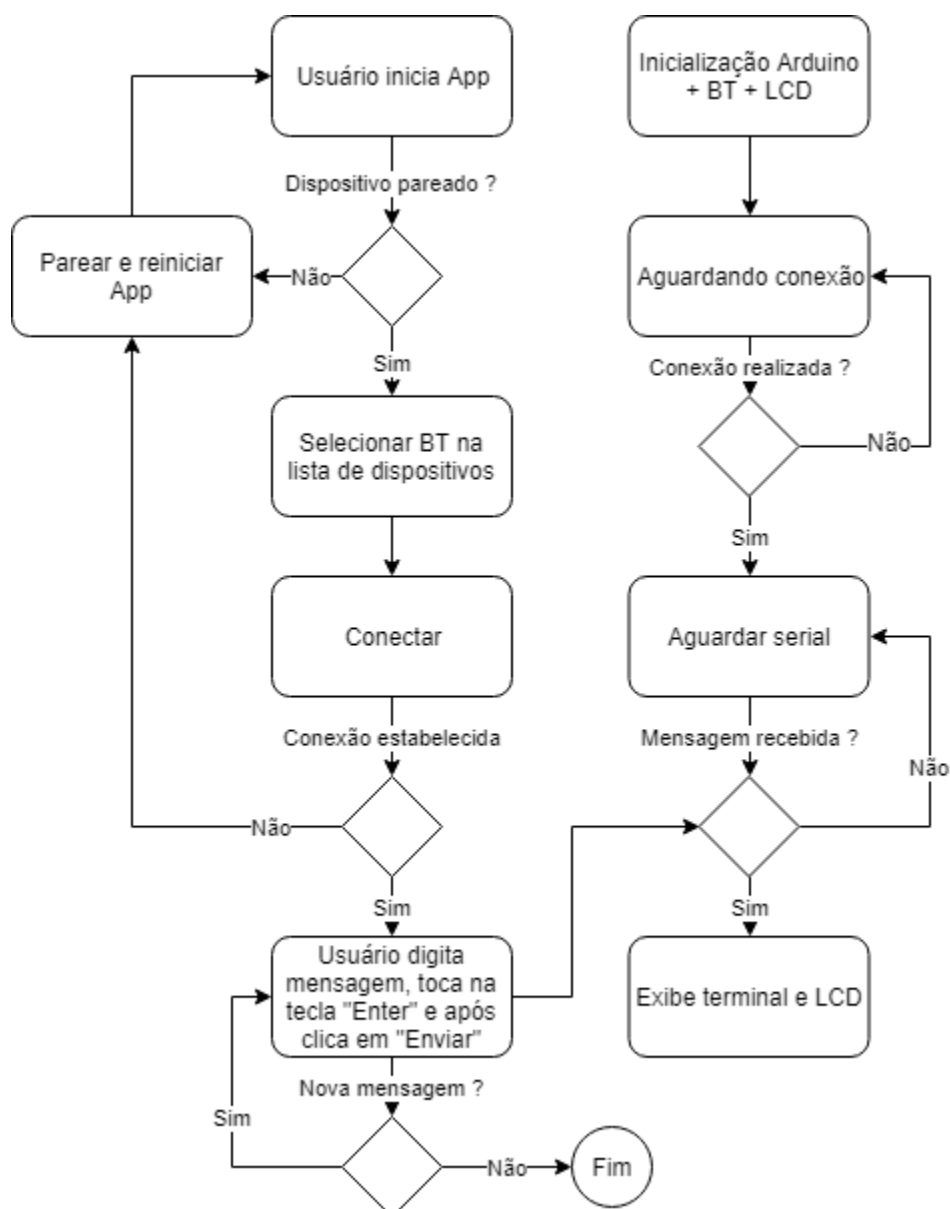 Usuário inicia App
Inicialização Arduino
+ BT + LCD
Dispositivo pareado ?
Parear e reiniciar
App
Não
Aguardando conexão
Sim
Conexão realizada ?
Selecionar BT na
lista de dispositivos
Não
Sim
Conectar
Aguardar serial
Conexão estabelecida
Mensagem recebida ?
Não
Não
Sim
Sim
Usuário digita
mensagem, toca na
tecla "Enter" e após
clica em "Enviar"
Exibe terminal e LCD
Nova mensagem ?
Sim
Não
Fim